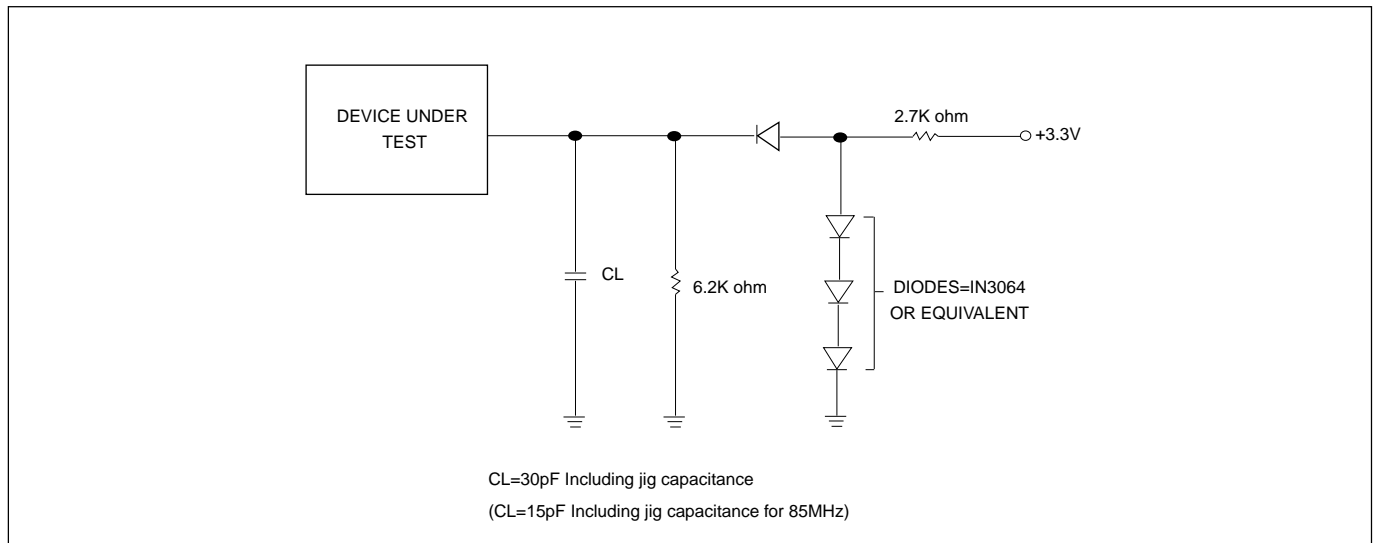 DEVICE UNDER
TEST
2.7K ohm
+3.3V
CL
6.2K ohm
DIODES=IN3064
OR EQUIVALENT
CL=30pF Including jig capacitance
(CL=15pF Including jig capacitance for 85MHz)